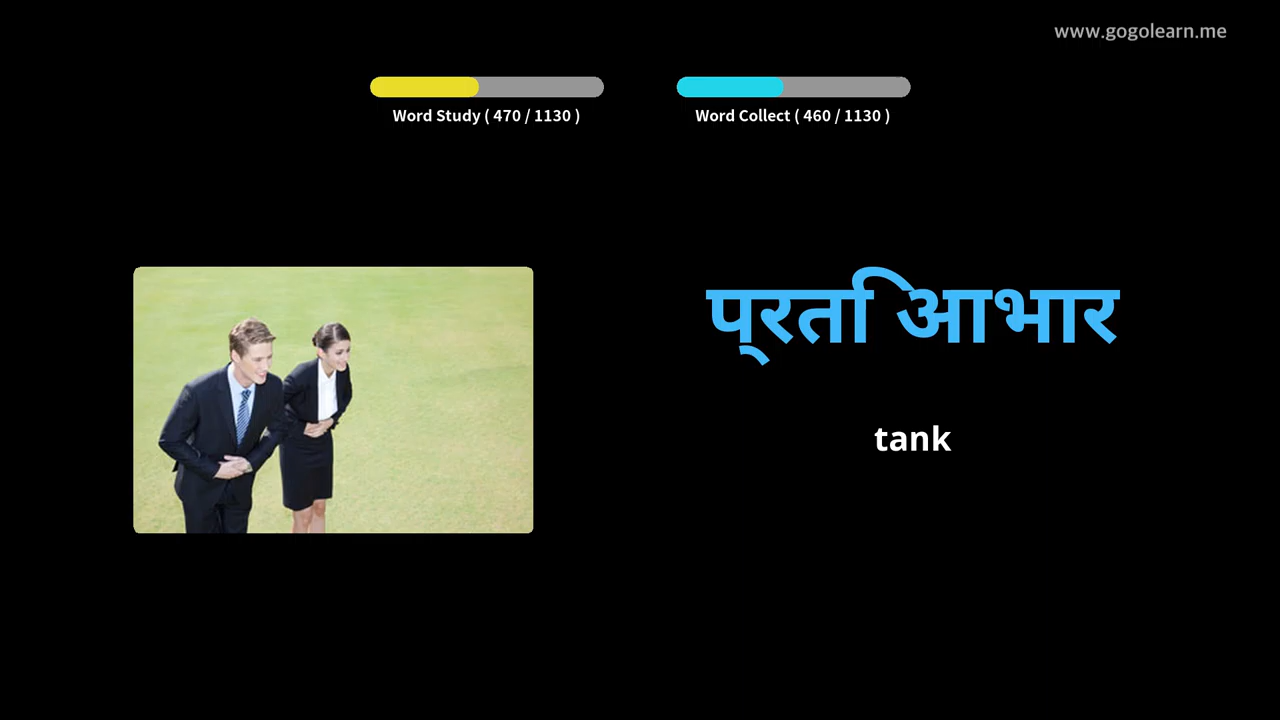 www.gogolearn.me
Word Study ( 470 / 1130 )
Word Collect ( 460 / 1130 )
प्रति आभार
tank